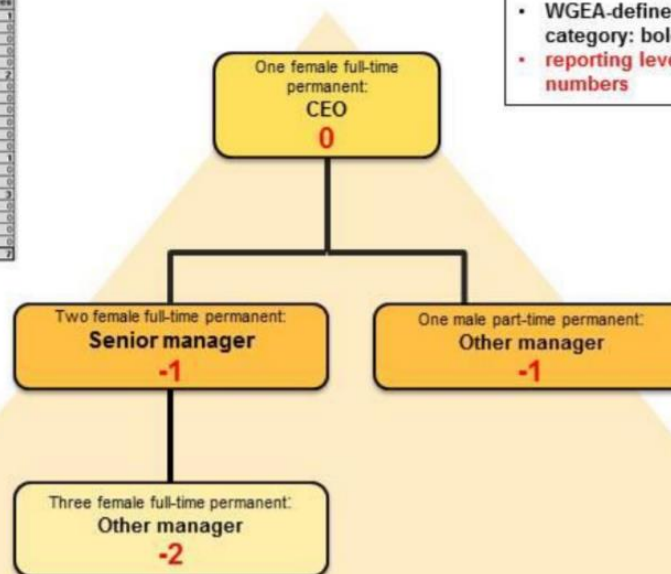 • WGEA-define
category: bol
• reporting leve
numbers
One female full-time
permanent:
CEO
0
Two female full-time permanent:
Senior manager
-1
One male part-time permanent:
Other manager
-1
Three female full-time permanent:
Other manager
-2